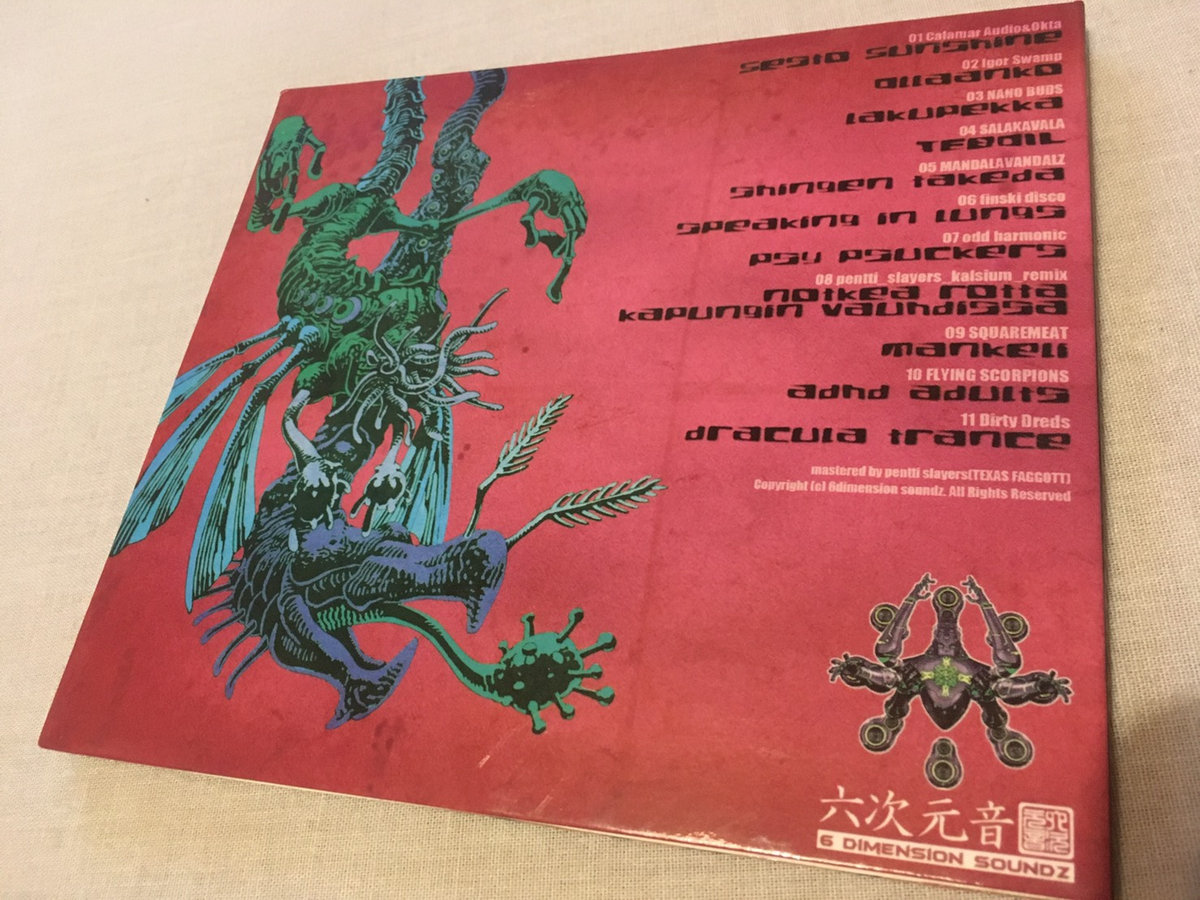 01 Calamar Audio&Okta
segto sunshine
02 Igor Swamp
ollaanko
03 NANO BUDS
lakupekka
04 SALAKAVALA
TEBDIL
05 MANDALAVANDALZ
shingen takeda
06 finski disco
speaking in lungs
07 odd harmonic
psy psuckers
08 pentti_slayers_kalsium_remix
notkea rotta
kapungin vauhdissa
09 SQUAREMEAT
mankeli
10 FLYING SCORPIONS
adhd adults
11 Dirty Dreds
dracula trance
mastered by pentti slayers(TEXAS FAGGOTT)
Copyright (c) 6dimension soundz. All Rights Reserved
六次元音
6 DIMENSION SOUNDZ